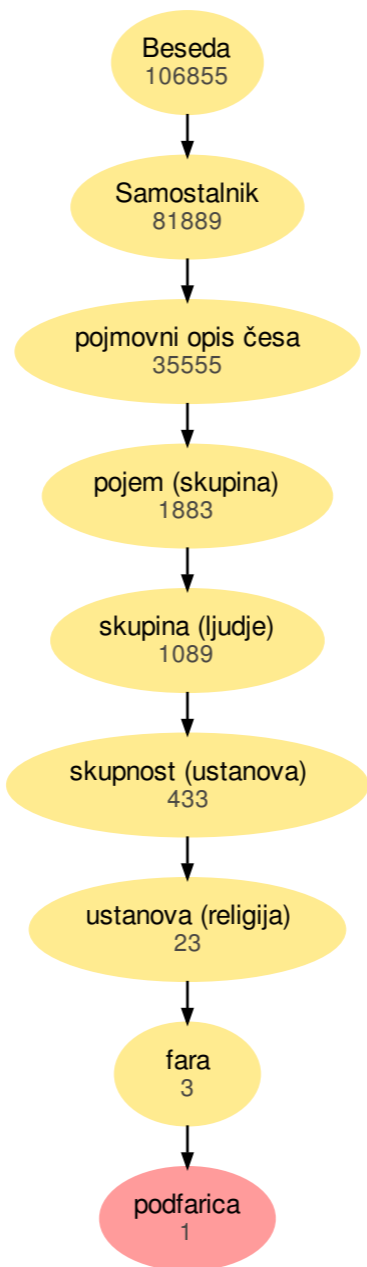 Beseda
106855
Samostalnik
81889
pojmovni opis česa
35555
pojem (skupina)
1883
skupina (ljudje)
1089
skupnost (ustanova)
433
ustanova (religija)
23
fara
3
podfarica
1